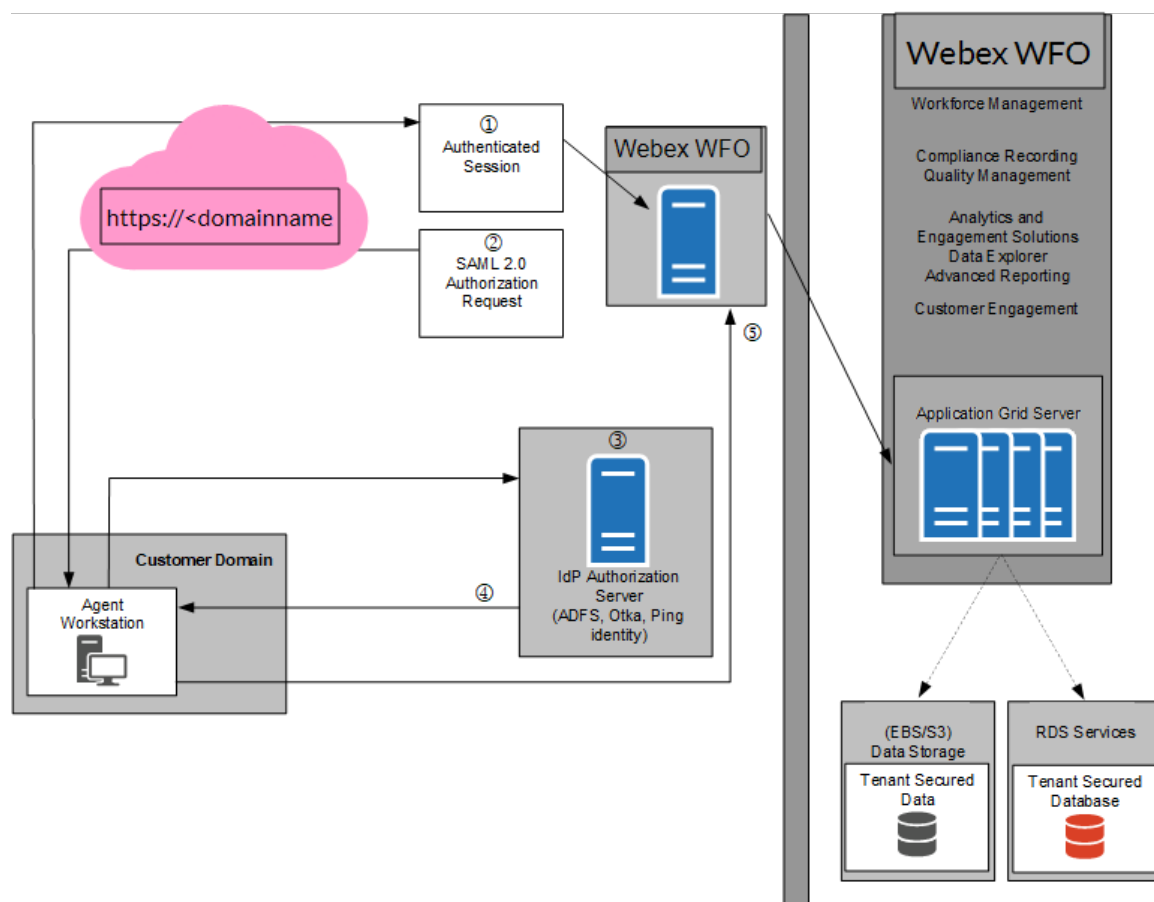 Webex WFO
Workforce Management
Compliance Recording
Quality Management
Analytics and
Engagement Solutions
Data Explorer
Advanced Reporting
Customer Engagement
Application Grid Server
①
Authenticated
Session
Webex WFO
https://<domainname
②
SAML 2.0
Authorization
Request
⑤
③
IdP Authorization
Server
(ADFS, Otka, Ping
identity)
④
Customer Domain
Agent
Workstation
(EBS/S3)
Data Storage
Tenant Secured
Data
RDS Services
Tenant Secured
Database